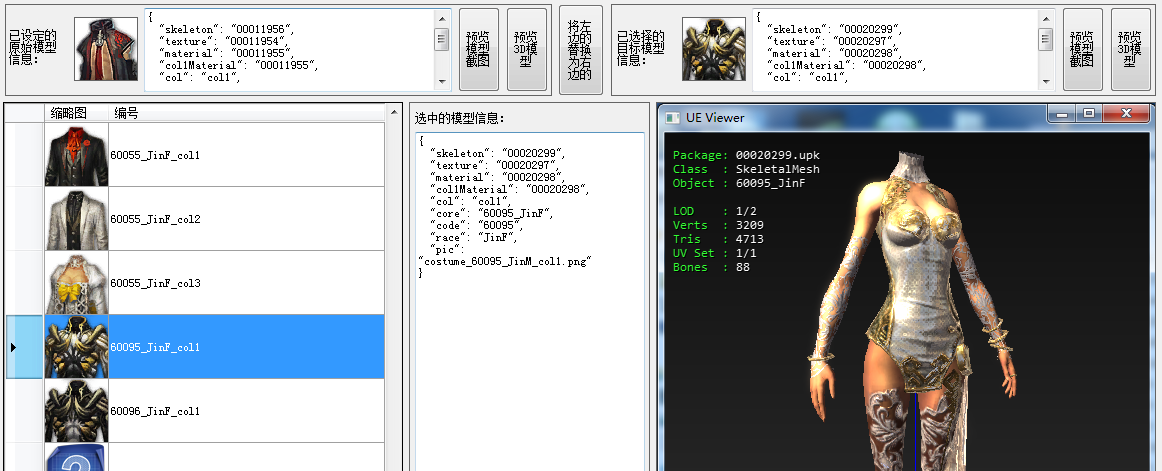 已设定的
原始模型
信息:
{
"skeleton": "00011956",
"texture": "00011954",
"material": "00011955",
"col1Material": "00011955",
"col": "col1",
预览
模型
截图
预览
3D模
型
将左
边的
替换
为右
边的
已选择的
目标模型
信息:
{
"skeleton": "00020299",
"texture": "00020297",
"material": "00020298",
"col1Material": "00020298",
"col": "col1",
预览
模型
截图
预览
3D模
型
缩略图 编号
60055_JinF_col1
60055_JinF_col2
60055_JinF_col3
60095_JinF_col1
60096_JinF_col1
选中的模型信息:
{
"skeleton": "00020299",
"texture": "00020297",
"material": "00020298",
"col1Material": "00020298",
"col": "col1",
"core": "60095_JinF",
"code": "60095",
"race": "JinF",
"pic":
"costume_60095_JinM_col1.png"
}
UE Viewer
Package: 00020299.upk
Class : SkeletalMesh
Object : 60095_JinF
LOD : 1/2
Verts : 3209
Tris : 4713
UV Set : 1/1
Bones : 88